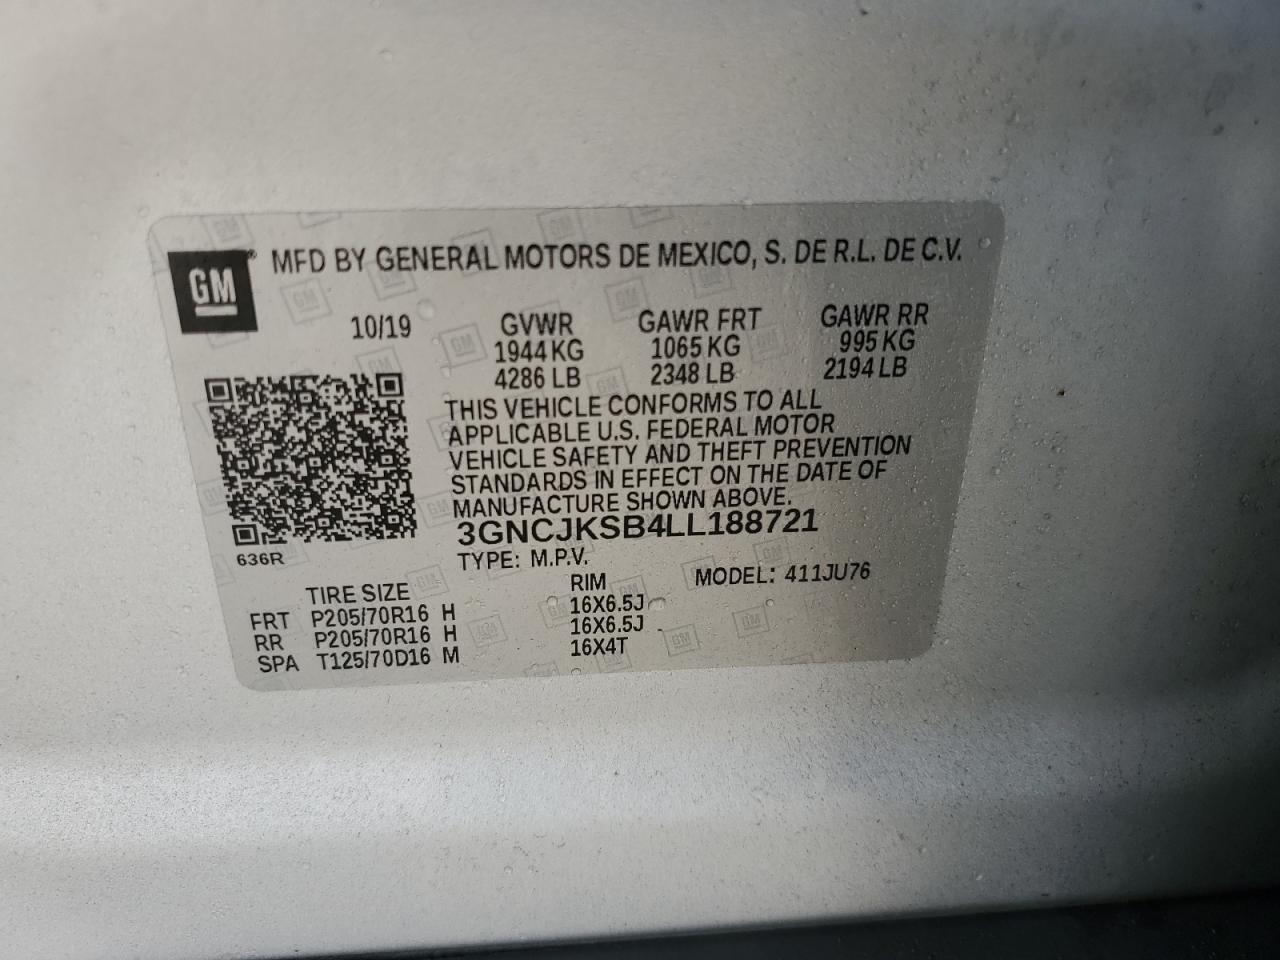 GM® MFD BY GENERAL MOTORS DE MEXICO, S. DE R.L. DE C.V.
10/19 GVWR GAWR FRT GAWR RR
1944 KG 1065 KG 995 KG
4286 LB 2348 LB 2194 LB
THIS VEHICLE CONFORMS TO ALL
APPLICABLE U.S. FEDERAL MOTOR
VEHICLE SAFETY AND THEFT PREVENTION
STANDARDS IN EFFECT ON THE DATE OF
MANUFACTURE SHOWN ABOVE.
3GNCJKSB4LL188721
636R TYPE: M.P.V.
TIRE SIZE RIM MODEL: 411JU76
FRT P205/70R16 H 16X6.5J
RR P205/70R16 H 16X6.5J
SPA T125/70D16 M 16X4T